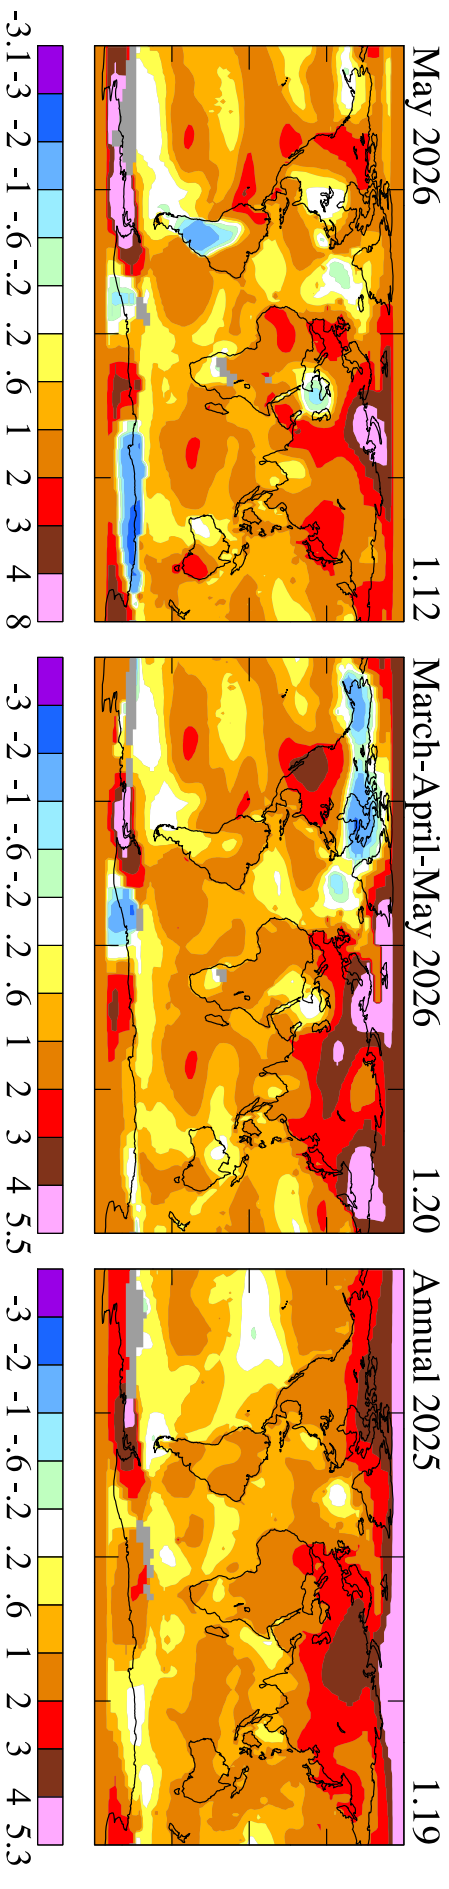 May 2026 1.12
-3.1 -3 -2 -1 -.6 -.2 .2 .6 1 2 3 4 8
March-April-May 2026 1.20
-3 -2 -1 -.6 -.2 .2 .6 1 2 3 4 5.5
Annual 2025 1.19
-3 -2 -1 -.6 -.2 .2 .6 1 2 3 4 5.3